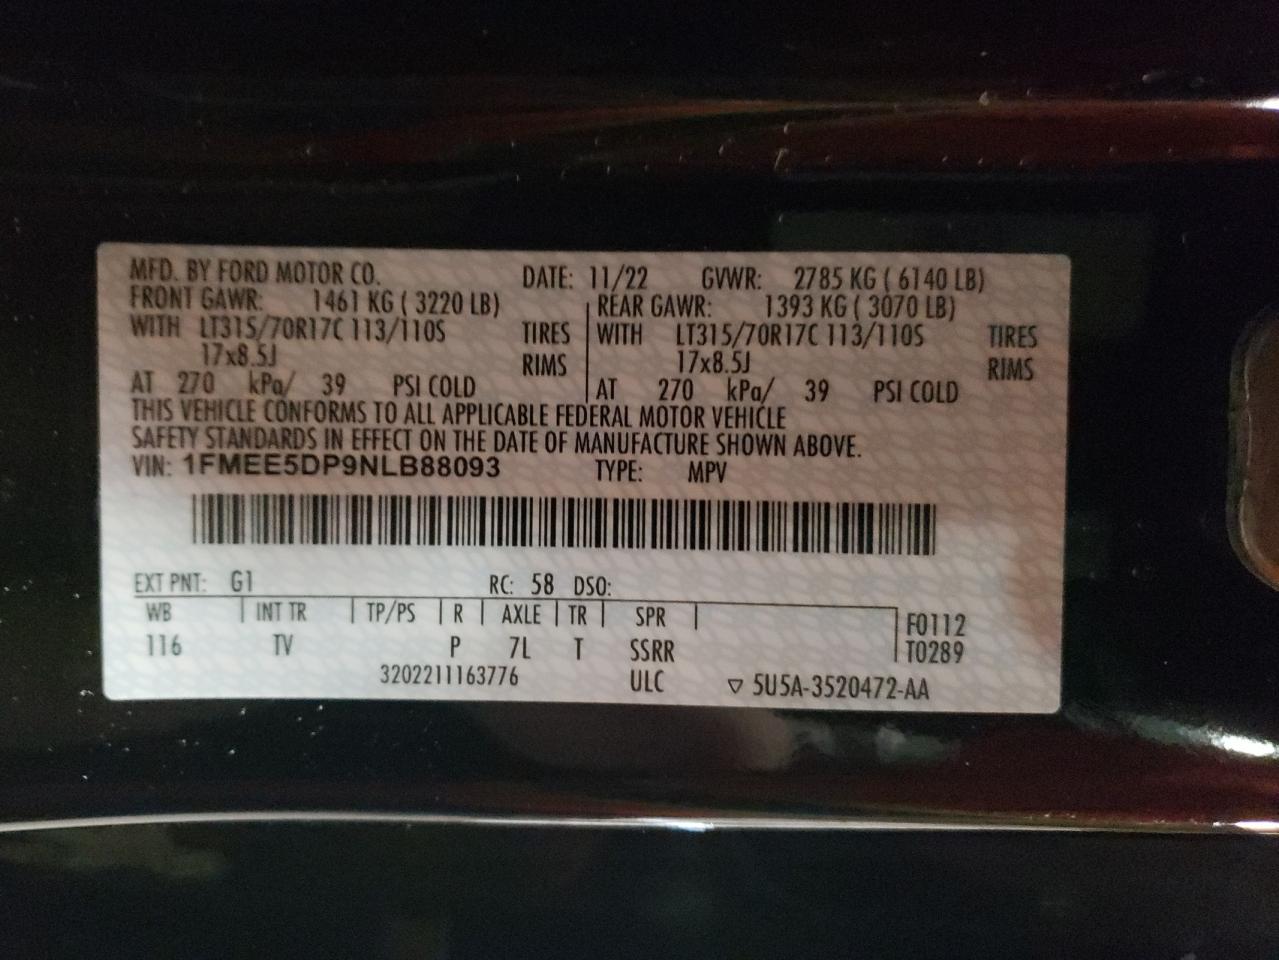 MFD. BY FORD MOTOR CO. DATE: 11/22 GVWR: 2785 KG ( 6140 LB)
FRONT GAWR: 1461 KG ( 3220 LB) REAR GAWR: 1393 KG ( 3070 LB)
WITH LT315/70R17C 113/110S TIRES WITH LT315/70R17C 113/110S TIRES
17x8.5J RIMS 17x8.5J RIMS
AT 270 kPa/ 39 PSI COLD AT 270 kPa/ 39 PSI COLD
THIS VEHICLE CONFORMS TO ALL APPLICABLE FEDERAL MOTOR VEHICLE
SAFETY STANDARDS IN EFFECT ON THE DATE OF MANUFACTURE SHOWN ABOVE.
VIN: 1FMEE5DP9NLB88093 TYPE: MPV
EXT PNT: G1 RC: 58 DSO:
WB INT TR TP/PS R AXLE TR SPR F0112
116 TV P 7L T SSRR T0289
3202211163776 ULC ▽ 5U5A-3520472-AA